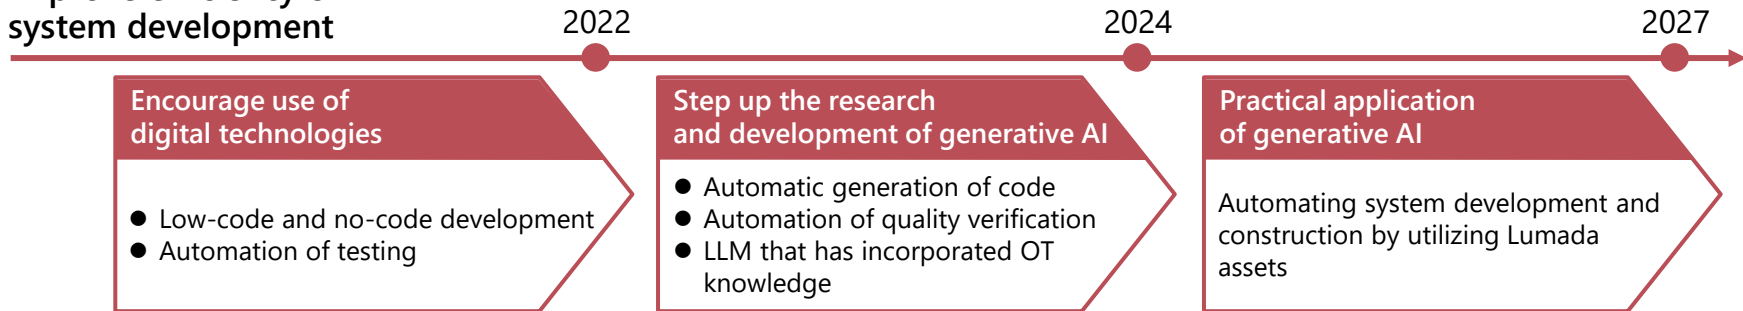 system development
2022
2024
2027
Encourage use of
digital technologies
● Low-code and no-code development
● Automation of testing
Step up the research
and development of generative AI
● Automatic generation of code
● Automation of quality verification
● LLM that has incorporated OT
knowledge
Practical application
of generative AI
Automating system development and
construction by utilizing Lumada
assets